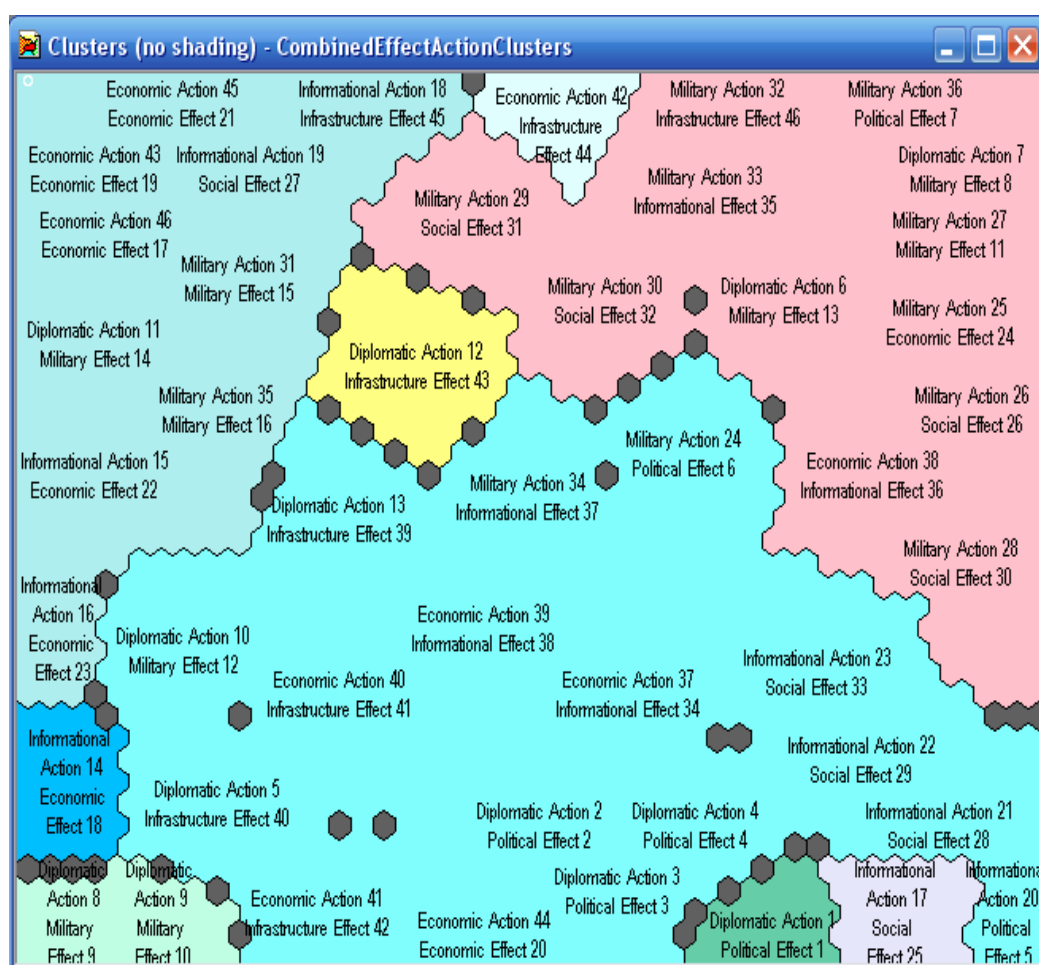 Clusters (no shading) - CombinedEffectActionClusters
Economic Action 45
Economic Effect 21
Informational Action 18
Infrastructure Effect 45
Economic Action 42
Infrastructure
Effect 44
Military Action 32
Infrastructure Effect 46
Military Action 36
Political Effect 7
Economic Action 43
Economic Effect 19
Informational Action 19
Social Effect 27
Diplomatic Action 7
Military Effect 8
Military Action 29
Social Effect 31
Military Action 33
Informational Effect 35
Economic Action 46
Economic Effect 17
Military Action 27
Military Effect 11
Military Action 31
Military Effect 15
Military Action 30
Social Effect 32
Diplomatic Action 6
Military Effect 13
Military Action 25
Economic Effect 24
Diplomatic Action 11
Military Effect 14
Diplomatic Action 12
Infrastructure Effect 43
Military Action 35
Military Effect 16
Military Action 26
Social Effect 26
Military Action 24
Political Effect 6
Informational Action 15
Economic Effect 22
Economic Action 38
Informational Effect 36
Military Action 34
Informational Effect 37
Diplomatic Action 13
Infrastructure Effect 39
Military Action 28
Social Effect 30
Informational
Action 16
Economic
Effect 23
Economic Action 39
Informational Effect 38
Diplomatic Action 10
Military Effect 12
Informational Action 23
Social Effect 33
Economic Action 40
Infrastructure Effect 41
Economic Action 37
Informational Effect 34
Informational
Action 14
Economic
Effect 18
Informational Action 22
Social Effect 29
Diplomatic Action 5
Infrastructure Effect 40
Diplomatic Action 2
Political Effect 2
Diplomatic Action 4
Political Effect 4
Informational Action 21
Social Effect 28
Diplomatic
Action 8
Military
Effect 9
Diplomatic
Action 9
Military
Effect 10
Diplomatic Action 3
Political Effect 3
Informational
Action 17
Social
Effect 25
Informational
Action 20
Political
Effect 5
Economic Action 41
Infrastructure Effect 42
Economic Action 44
Economic Effect 20
Diplomatic Action 1
Political Effect 1